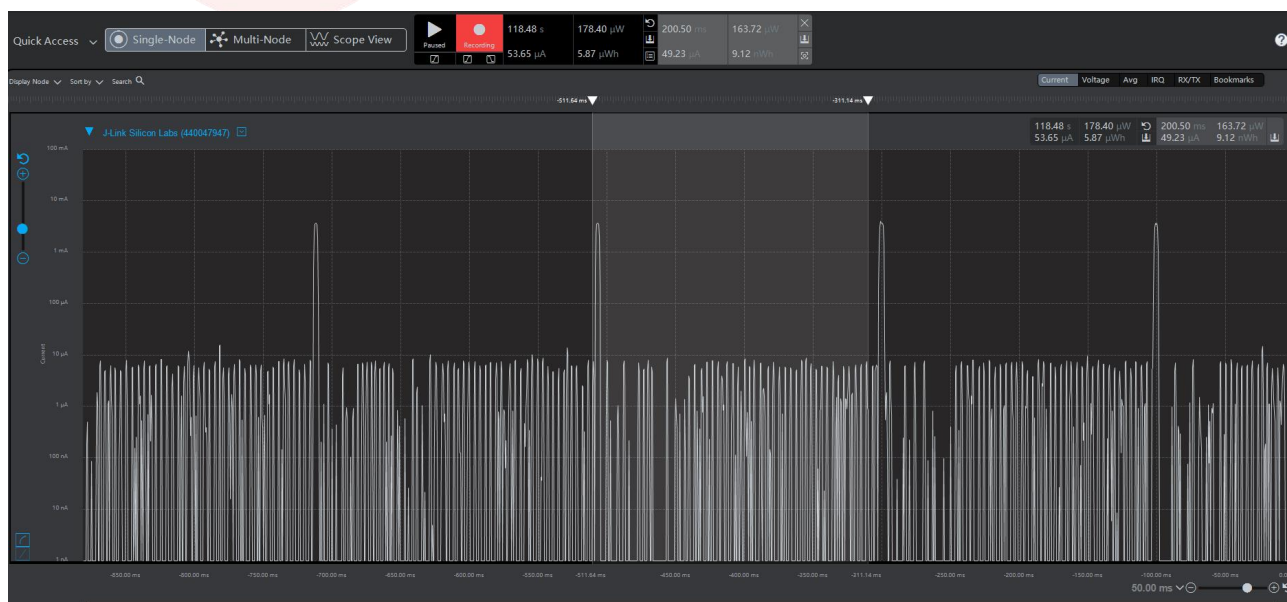 Quick Access
Single-Node
Multi-Node
Scope View
Paused
Recording
118.48 s 178.40 µW
53.65 µA 5.87 µWh
200.50 ms 163.72 µW
49.23 µA 9.12 nWh
?
Display Node
Sort by
Search
Current Voltage Avg IRQ RX/TX Bookmarks
-511.64 ms
-311.14 ms
J-Link Silicon Labs (440047947)
118.48 s 178.40 µW 200.50 ms 163.72 µW
53.65 µA 5.87 µWh 49.23 µA 9.12 nWh
100 mA
10 mA
1 mA
100 µA
10 µA
1 µA
100 nA
10 nA
1 nA
Current
-850.00 ms -800.00 ms -750.00 ms -700.00 ms -650.00 ms -600.00 ms -550.00 ms -511.64 ms -450.00 ms -400.00 ms -350.00 ms -311.14 ms -250.00 ms -200.00 ms -150.00 ms -100.00 ms -50.00 ms
50.00 ms